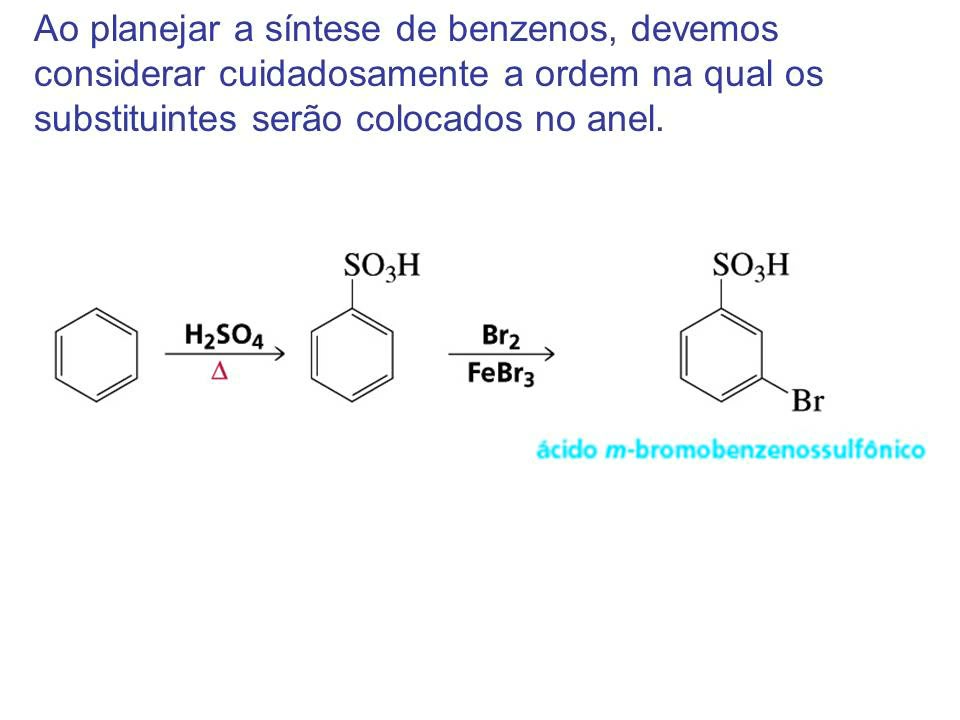 Ao planejar a síntese de benzenos, devemos
considerar cuidadosamente a ordem na qual os
substituintes serão colocados no anel.
SO₃H
SO₃H
H₂SO₄
Δ
Br₂
FeBr₃
Br
ácido m-bromobenzenossulfônico